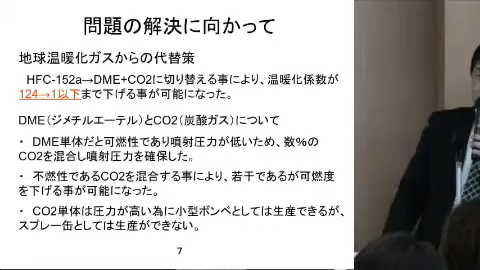 問題の解決に向かって
地球温暖化ガスからの代替策
HFC-152a→DME+CO2に切り替える事により、温暖化係数が
124→1以下まで下げる事が可能になった。
DME(ジメチルエーテル)とCO2(炭酸ガス)について
・ DME単体だと可燃性であり噴射圧力が低いため、数%の
CO2を混合し噴射圧力を確保した。
・ 不燃性であるCO2を混合する事により、若干であるが可燃度
を下げる事が可能になった。
・ CO2単体は圧力が高い為に小型ボンベとしては生産できるが、
スプレー缶としては生産ができない。
7